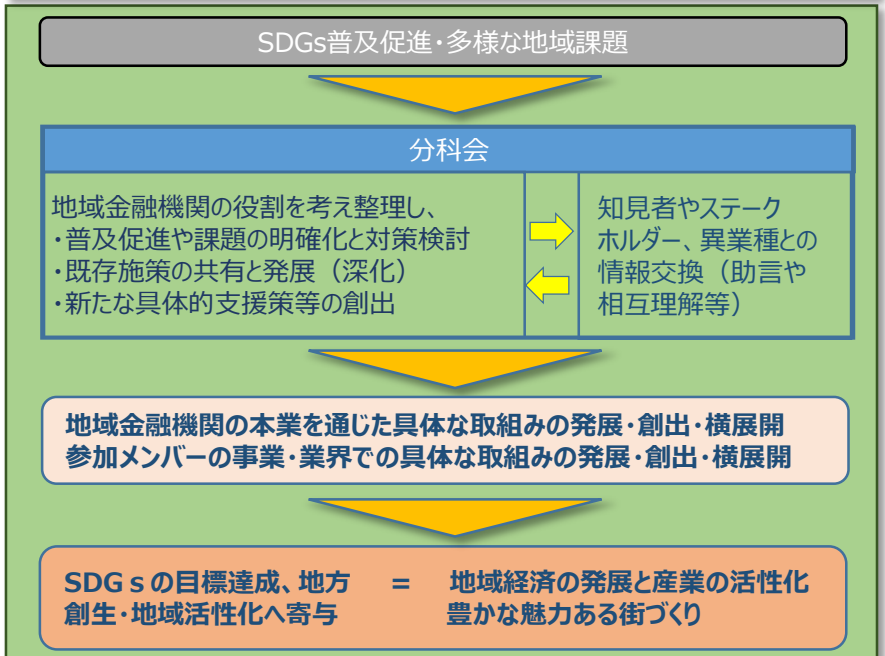 SDGs普及促進・多様な地域課題
分科会
地域金融機関の役割を考え整理し、
・普及促進や課題の明確化と対策検討
・既存施策の共有と発展（深化）
・新たな具体的支援策等の創出
知見者やステーク
ホルダー、異業種との
情報交換（助言や
相互理解等）
地域金融機関の本業を通じた具体な取組みの発展・創出・横展開
参加メンバーの事業・業界での具体な取組みの発展・創出・横展開
SDGｓの目標達成、地方
創生・地域活性化へ寄与
＝
地域経済の発展と産業の活性化
豊かな魅力ある街づくり